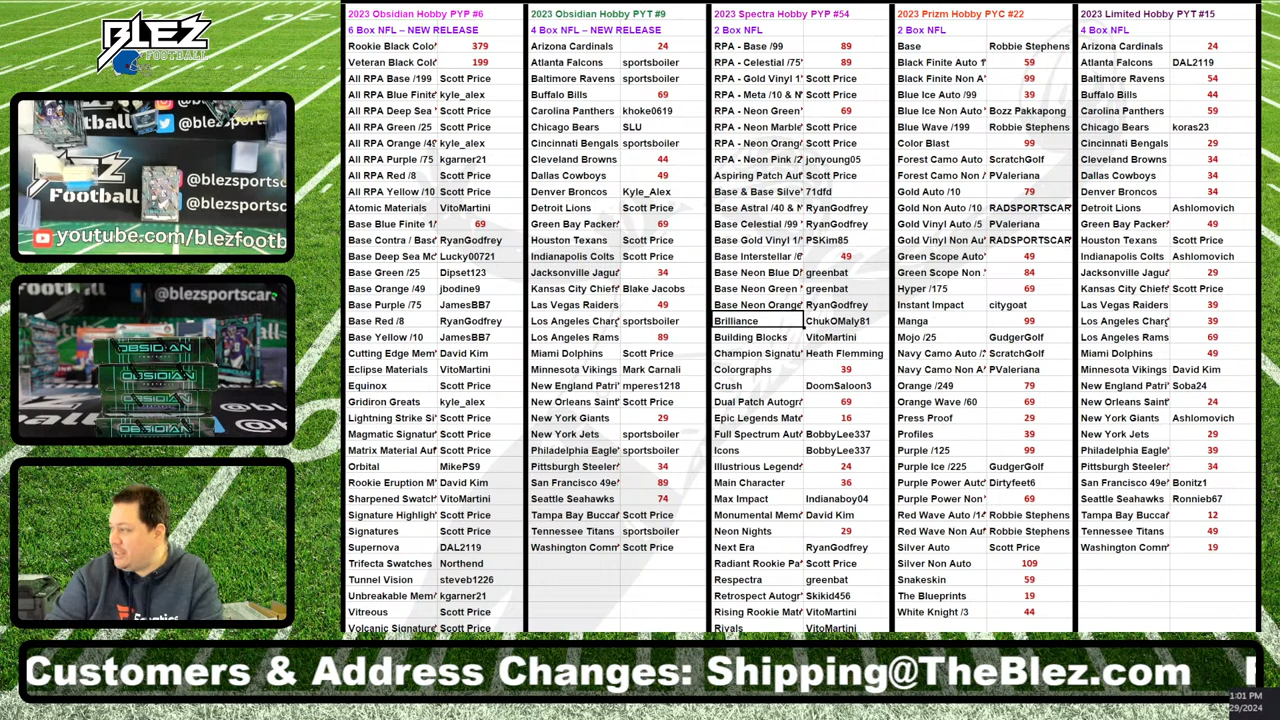 BLEZ
FOOTBALL
Football
@blezsports
BLEZ
@blezsportsc
Football
@blezsports
youtube.com/blezfootb
@blezsportscar
OBSIDIAN
OBSIDIAN
OBSIDIAN
OBSIDIAN
Fanatics
2023 Obsidian Hobby PYP #6
6 Box NFL – NEW RELEASE
Rookie Black Colo 379
Veteran Black Col 199
All RPA Base /199 Scott Price
All RPA Blue Finite kyle_alex
All RPA Deep Sea Scott Price
All RPA Green /25 Scott Price
All RPA Orange /49 kyle_alex
All RPA Purple /75 kgarner21
All RPA Red /8 Scott Price
All RPA Yellow /10 Scott Price
Atomic Materials VitoMartini
Base Blue Finite 1/ 69
Base Contra / Base RyanGodfrey
Base Deep Sea Mo Lucky00721
Base Green /25 Dipset123
Base Orange /49 jbodine9
Base Purple /75 JamesBB7
Base Red /8 RyanGodfrey
Base Yellow /10 JamesBB7
Cutting Edge Mem David Kim
Eclipse Materials VitoMartini
Equinox Scott Price
Gridiron Greats kyle_alex
Lightning Strike Si Scott Price
Magmatic Signatur Scott Price
Matrix Material Aut Scott Price
Orbital MikePS9
Rookie Eruption M David Kim
Sharpened Swatch VitoMartini
Signature Highligh Scott Price
Signatures Scott Price
Supernova DAL2119
Trifecta Swatches Northend
Tunnel Vision steveb1226
Unbreakable Mem kgarner21
Vitreous Scott Price
Volcanic Signature Scott Price
2023 Obsidian Hobby PYT #9
4 Box NFL – NEW RELEASE
Arizona Cardinals 24
Atlanta Falcons sportsboiler
Baltimore Ravens sportsboiler
Buffalo Bills 69
Carolina Panthers khoke0619
Chicago Bears SLU
Cincinnati Bengals sportsboiler
Cleveland Browns 44
Dallas Cowboys 49
Denver Broncos Kyle_Alex
Detroit Lions Scott Price
Green Bay Packer 69
Houston Texans Scott Price
Indianapolis Colts Scott Price
Jacksonville Jagua 34
Kansas City Chiefs Blake Jacobs
Las Vegas Raiders 49
Los Angeles Charg sportsboiler
Los Angeles Rams 89
Miami Dolphins Scott Price
Minnesota Vikings Mark Carnali
New England Patri mperes1218
New Orleans Saint Scott Price
New York Giants 29
New York Jets sportsboiler
Philadelphia Eagle sportsboiler
Pittsburgh Steeler 34
San Francisco 49e 89
Seattle Seahawks 74
Tampa Bay Buccan Scott Price
Tennessee Titans sportsboiler
Washington Comm Scott Price
2023 Spectra Hobby PYP #54
2 Box NFL
RPA - Base /99 89
RPA - Celestial /75 89
RPA - Gold Vinyl 1 Scott Price
RPA - Meta /10 & N Scott Price
RPA - Neon Green 69
RPA - Neon Marble Scott Price
RPA - Neon Orang Scott Price
RPA - Neon Pink /2 jonyoung05
Aspiring Patch Aut Scott Price
Base & Base Silve 71dfd
Base Astral /40 & N RyanGodfrey
Base Celestial /99 RyanGodfrey
Base Gold Vinyl 1/ PSKim85
Base Interstellar /6 49
Base Neon Blue D greenbat
Base Neon Green greenbat
Base Neon Orange RyanGodfrey
Brilliance ChukOMaly81
Building Blocks VitoMartini
Champion Signatu Heath Flemming
Colorgraphs 39
Crush DoomSaloon3
Dual Patch Autogr 69
Epic Legends Mate 16
Full Spectrum Aut BobbyLee337
Icons BobbyLee337
Illustrious Legend 24
Main Character 36
Max Impact Indianaboy04
Monumental Mem David Kim
Neon Nights 29
Next Era RyanGodfrey
Radiant Rookie Pa Scott Price
Respectra greenbat
Retrospect Autogr Skikid456
Rising Rookie Mat VitoMartini
Rivals VitoMartini
2023 Prizm Hobby PYC #22
2 Box NFL
Base Robbie Stephens
Black Finite Auto 1 59
Black Finite Non A 99
Blue Ice Auto /99 39
Blue Ice Non Auto Bozz Pakkapong
Blue Wave /199 Robbie Stephens
Color Blast 99
Forest Camo Auto ScratchGolf
Forest Camo Non PValeriana
Gold Auto /10 79
Gold Non Auto /10 RADSPORTSCAR
Gold Vinyl Auto /5 PValeriana
Gold Vinyl Non Au RADSPORTSCAR
Green Scope Auto 49
Green Scope Non 84
Hyper /175 69
Instant Impact citygoat
Manga 99
Mojo /25 GudgerGolf
Navy Camo Auto /2 ScratchGolf
Navy Camo Non A PValeriana
Orange /249 79
Orange Wave /60 69
Press Proof 29
Profiles 39
Purple /125 99
Purple Ice /225 GudgerGolf
Purple Power Auto Dirtyfeet6
Purple Power Non 69
Red Wave Auto /14 Robbie Stephens
Red Wave Non Aut Robbie Stephens
Silver Auto Scott Price
Silver Non Auto 109
Snakeskin 59
The Blueprints 19
White Knight /3 44
2023 Limited Hobby PYT #15
4 Box NFL
Arizona Cardinals 24
Atlanta Falcons DAL2119
Baltimore Ravens 54
Buffalo Bills 44
Carolina Panthers 59
Chicago Bears koras23
Cincinnati Bengals 29
Cleveland Browns 34
Dallas Cowboys 34
Denver Broncos 34
Detroit Lions Ashlomovich
Green Bay Packer 49
Houston Texans Scott Price
Indianapolis Colts Ashlomovich
Jacksonville Jagua 29
Kansas City Chiefs Scott Price
Las Vegas Raiders 39
Los Angeles Charg 39
Los Angeles Rams 69
Miami Dolphins 49
Minnesota Vikings David Kim
New England Patri Soba24
New Orleans Saint 24
New York Giants Ashlomovich
New York Jets 29
Philadelphia Eagle 39
Pittsburgh Steeler 34
San Francisco 49e Bonitz1
Seattle Seahawks Ronnieb67
Tampa Bay Buccan 12
Tennessee Titans 49
Washington Comm 19
Customers & Address Changes: Shipping@TheBlez.com
1:01 PM
29/2024